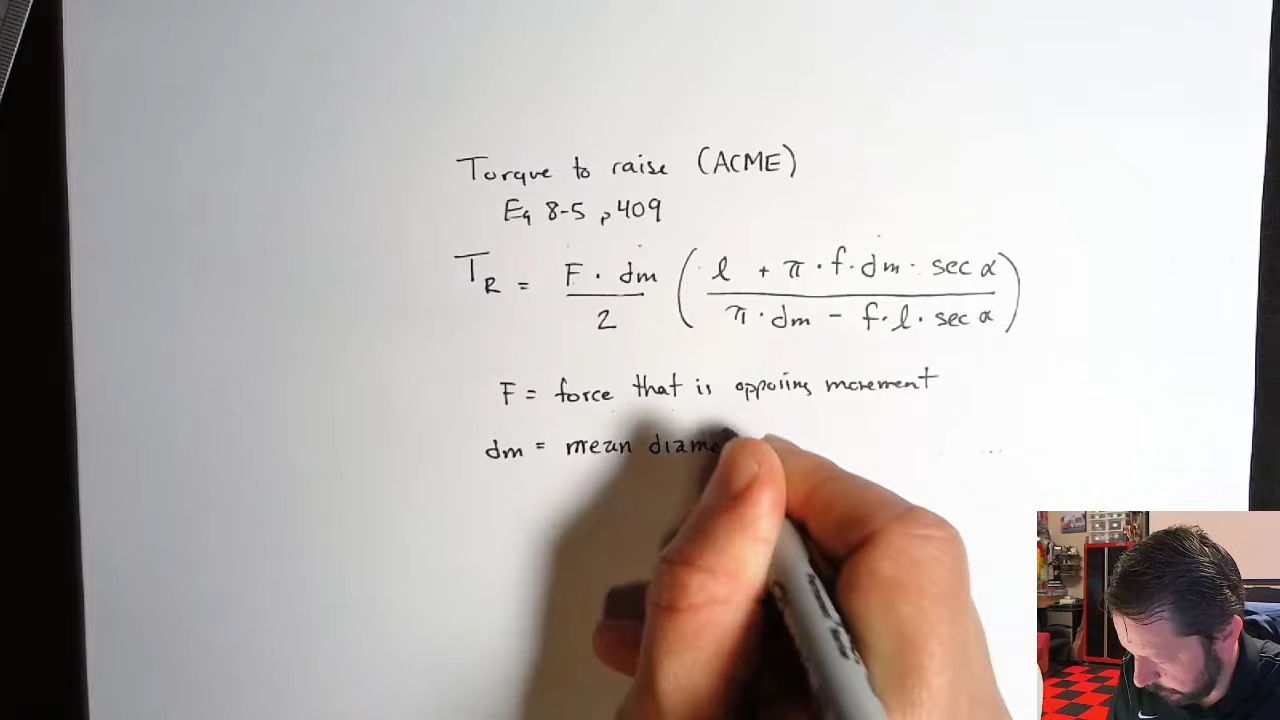 Torque to raise (ACME)
Eq 8-5 , p409
T_R = F · dm / 2 ( l + π · f · dm · sec α / π · dm − f · l · sec α )
F = force that is opposing movement
dm = mean diame